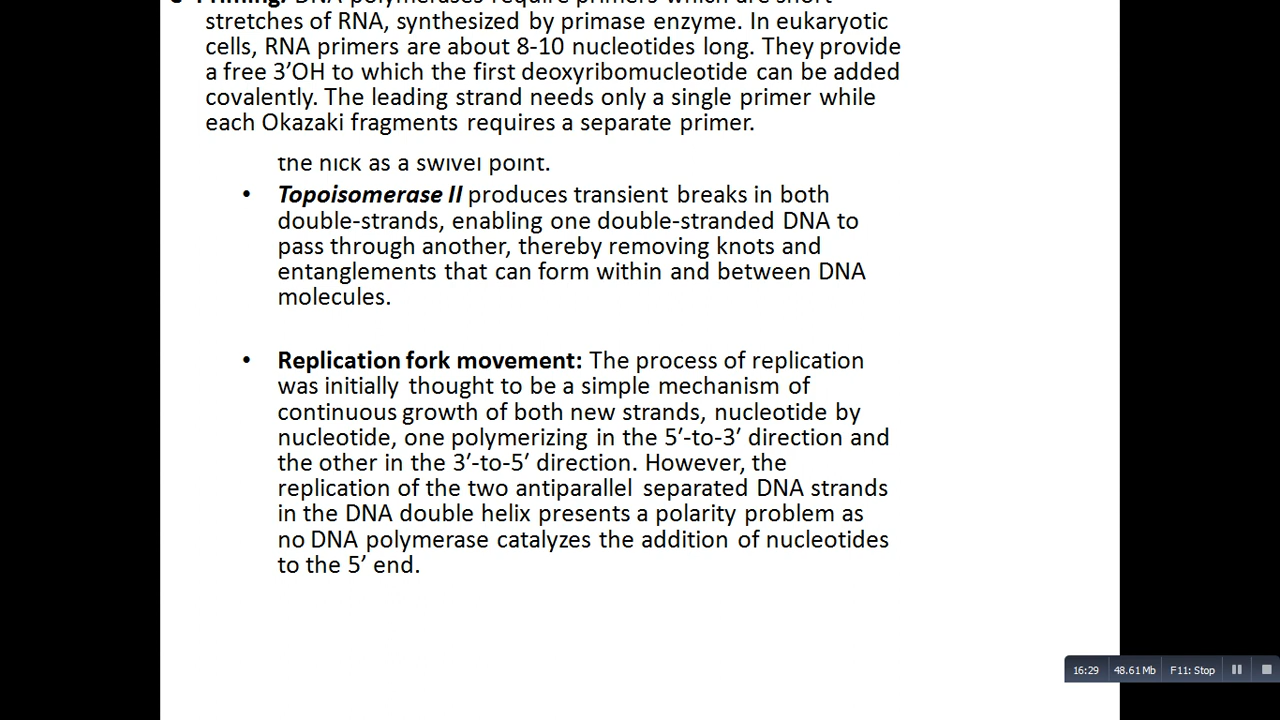 Priming: DNA polymerases require primers which are short
stretches of RNA, synthesized by primase enzyme. In eukaryotic
cells, RNA primers are about 8-10 nucleotides long. They provide
a free 3’OH to which the first deoxyribomucleotide can be added
covalently. The leading strand needs only a single primer while
each Okazaki fragments requires a separate primer.
the nick as a swivel point.
• Topoisomerase II produces transient breaks in both
double-strands, enabling one double-stranded DNA to
pass through another, thereby removing knots and
entanglements that can form within and between DNA
molecules.
• Replication fork movement: The process of replication
was initially thought to be a simple mechanism of
continuous growth of both new strands, nucleotide by
nucleotide, one polymerizing in the 5′-to-3′ direction and
the other in the 3′-to-5′ direction. However, the
replication of the two antiparallel separated DNA strands
in the DNA double helix presents a polarity problem as
no DNA polymerase catalyzes the addition of nucleotides
to the 5′ end.
16:29 48.61 Mb F11: Stop